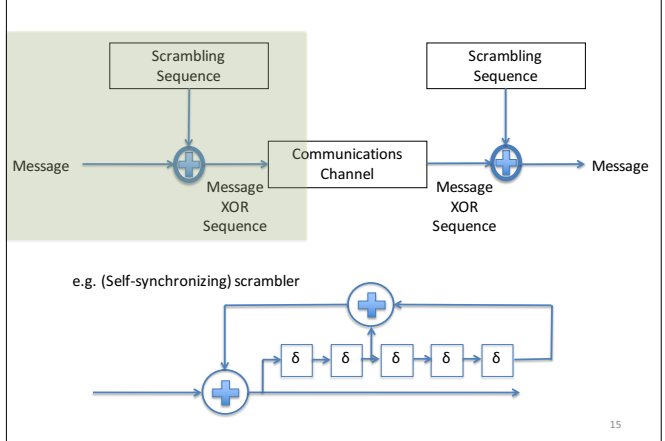 Scrambling
Sequence
Scrambling
Sequence
Message
Communications
Channel
Message
Message
XOR
Sequence
Message
XOR
Sequence
e.g. (Self-synchronizing) scrambler
δ δ δ δ δ
15